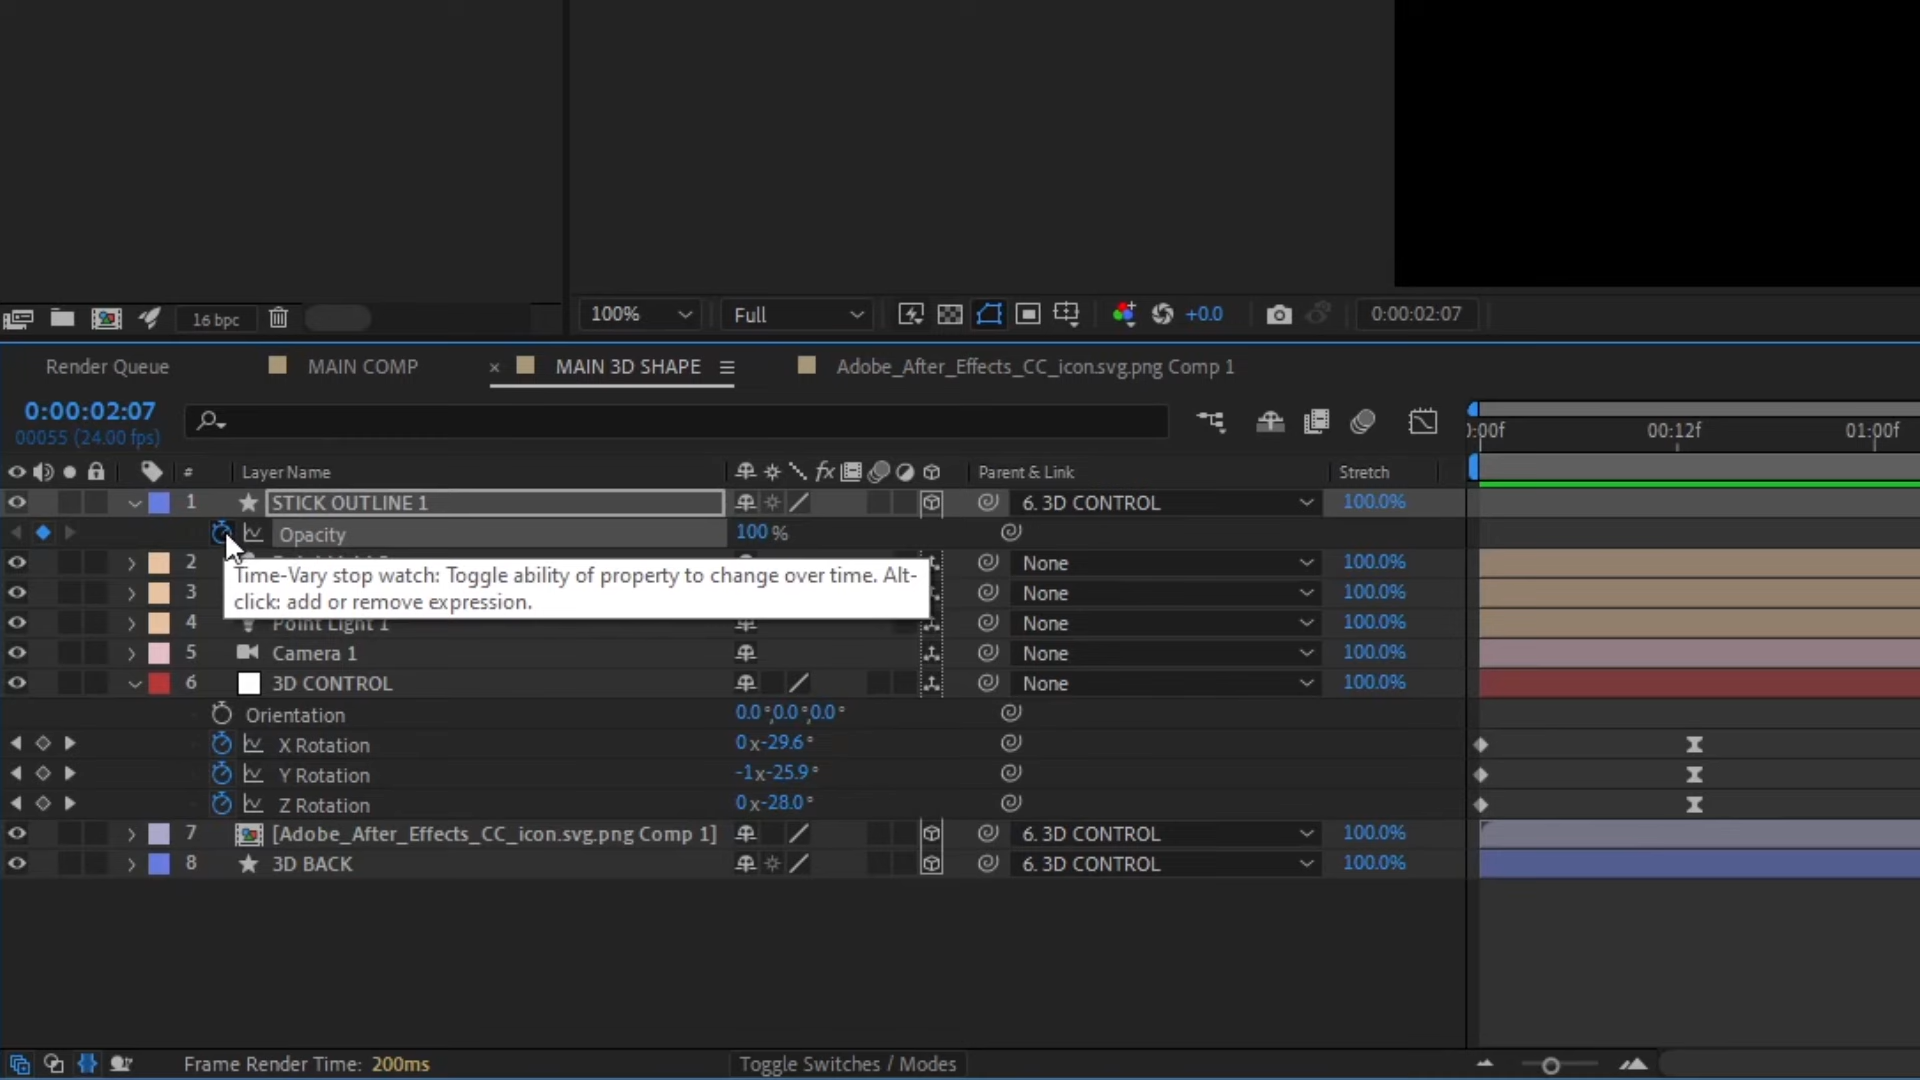 16 bpc
100%
Full
+0.0
0:00:02:07
Render Queue
MAIN COMP
× MAIN 3D SHAPE
Adobe_After_Effects_CC_icon.svg.png Comp 1
0:00:02:07
00055 (24.00 fps)
:00f 00:12f 01:00f
# Layer Name fx Parent & Link Stretch
1 STICK OUTLINE 1 6. 3D CONTROL 100.0%
Opacity 100 %
2 None 100.0%
Time-Vary stop watch: Toggle ability of property to change over time. Alt-
click: add or remove expression.
3 None 100.0%
4 Point Light 1 None 100.0%
5 Camera 1 None 100.0%
6 3D CONTROL None 100.0%
Orientation 0.0°,0.0°,0.0°
X Rotation 0x-29.6°
Y Rotation -1x-25.9°
Z Rotation 0x-28.0°
7 [Adobe_After_Effects_CC_icon.svg.png Comp 1] 6. 3D CONTROL 100.0%
8 3D BACK 6. 3D CONTROL 100.0%
Frame Render Time: 200ms
Toggle Switches / Modes